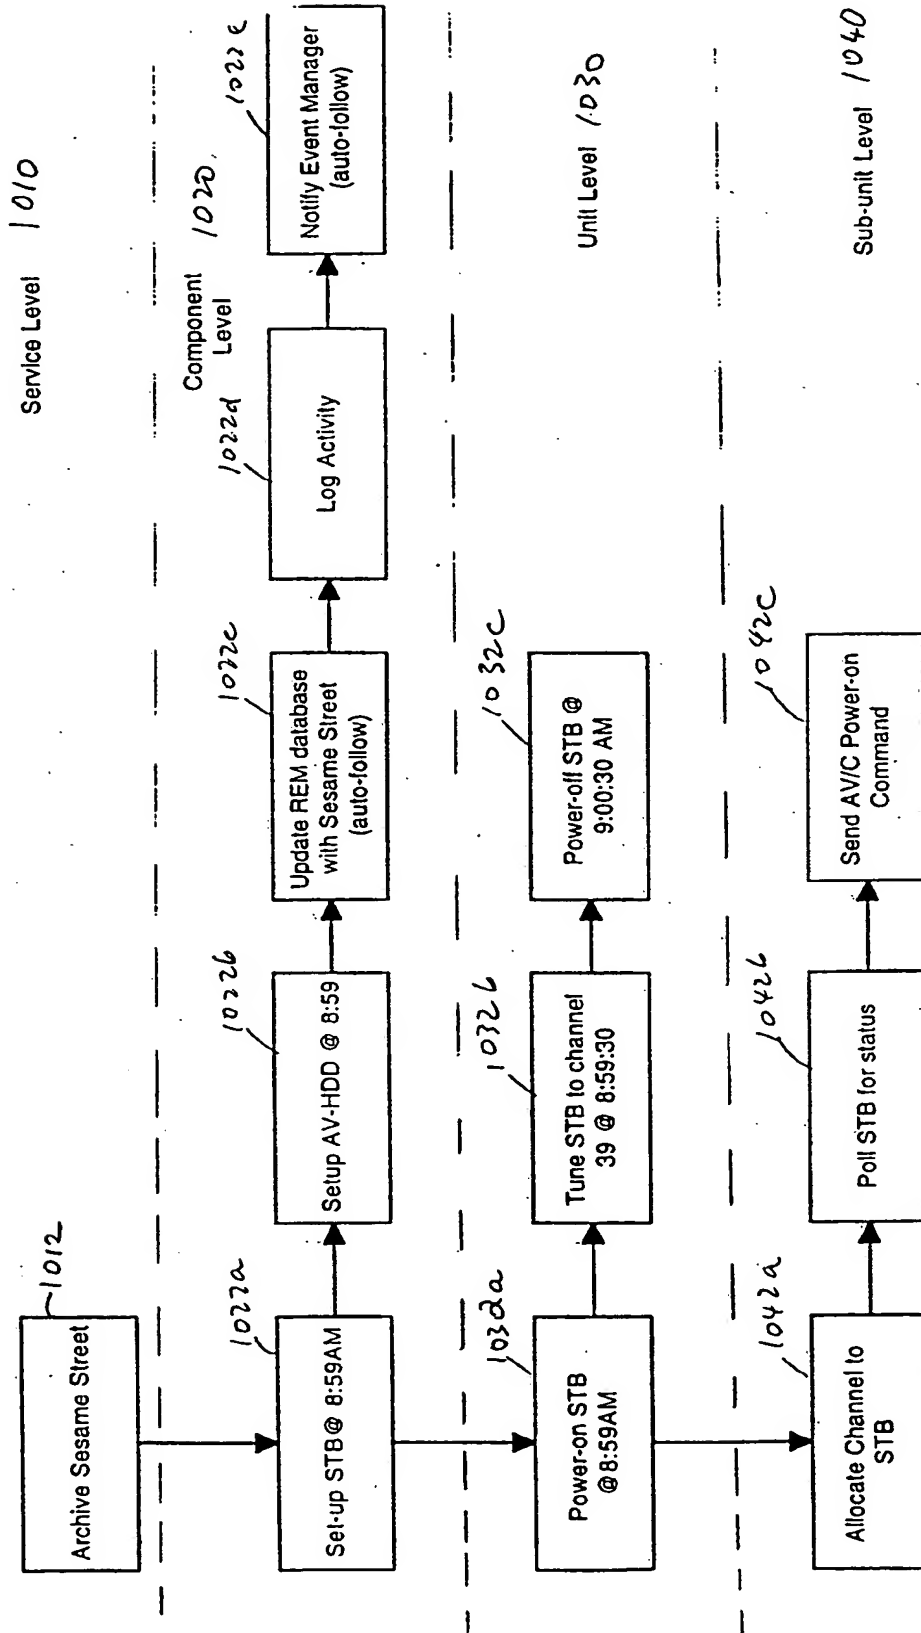 Service Level 1010
Archive Sesame Street
1012
Component
Level
1020
1022a
Set-up STB@ 8:59AM
1022b
Setup AV-HDD @ 8:59
1022c
Update REM database
with Sesame Street
(auto-follow)
1022d
Log Activity
1022e
Notify Event Manager
(auto-follow)
Unit Level 1030
1032a
Power-on STB
@ 8:59AM
1032b
Tune STB to channel
39 @ 8:59:30
1032c
Power-off STB @
9:00:30 AM
Sub-unit Level 1040
1042a
Allocate Channel to
STB
1042b
Poll STB for status
1042c
Send AV/C Power-on
Command